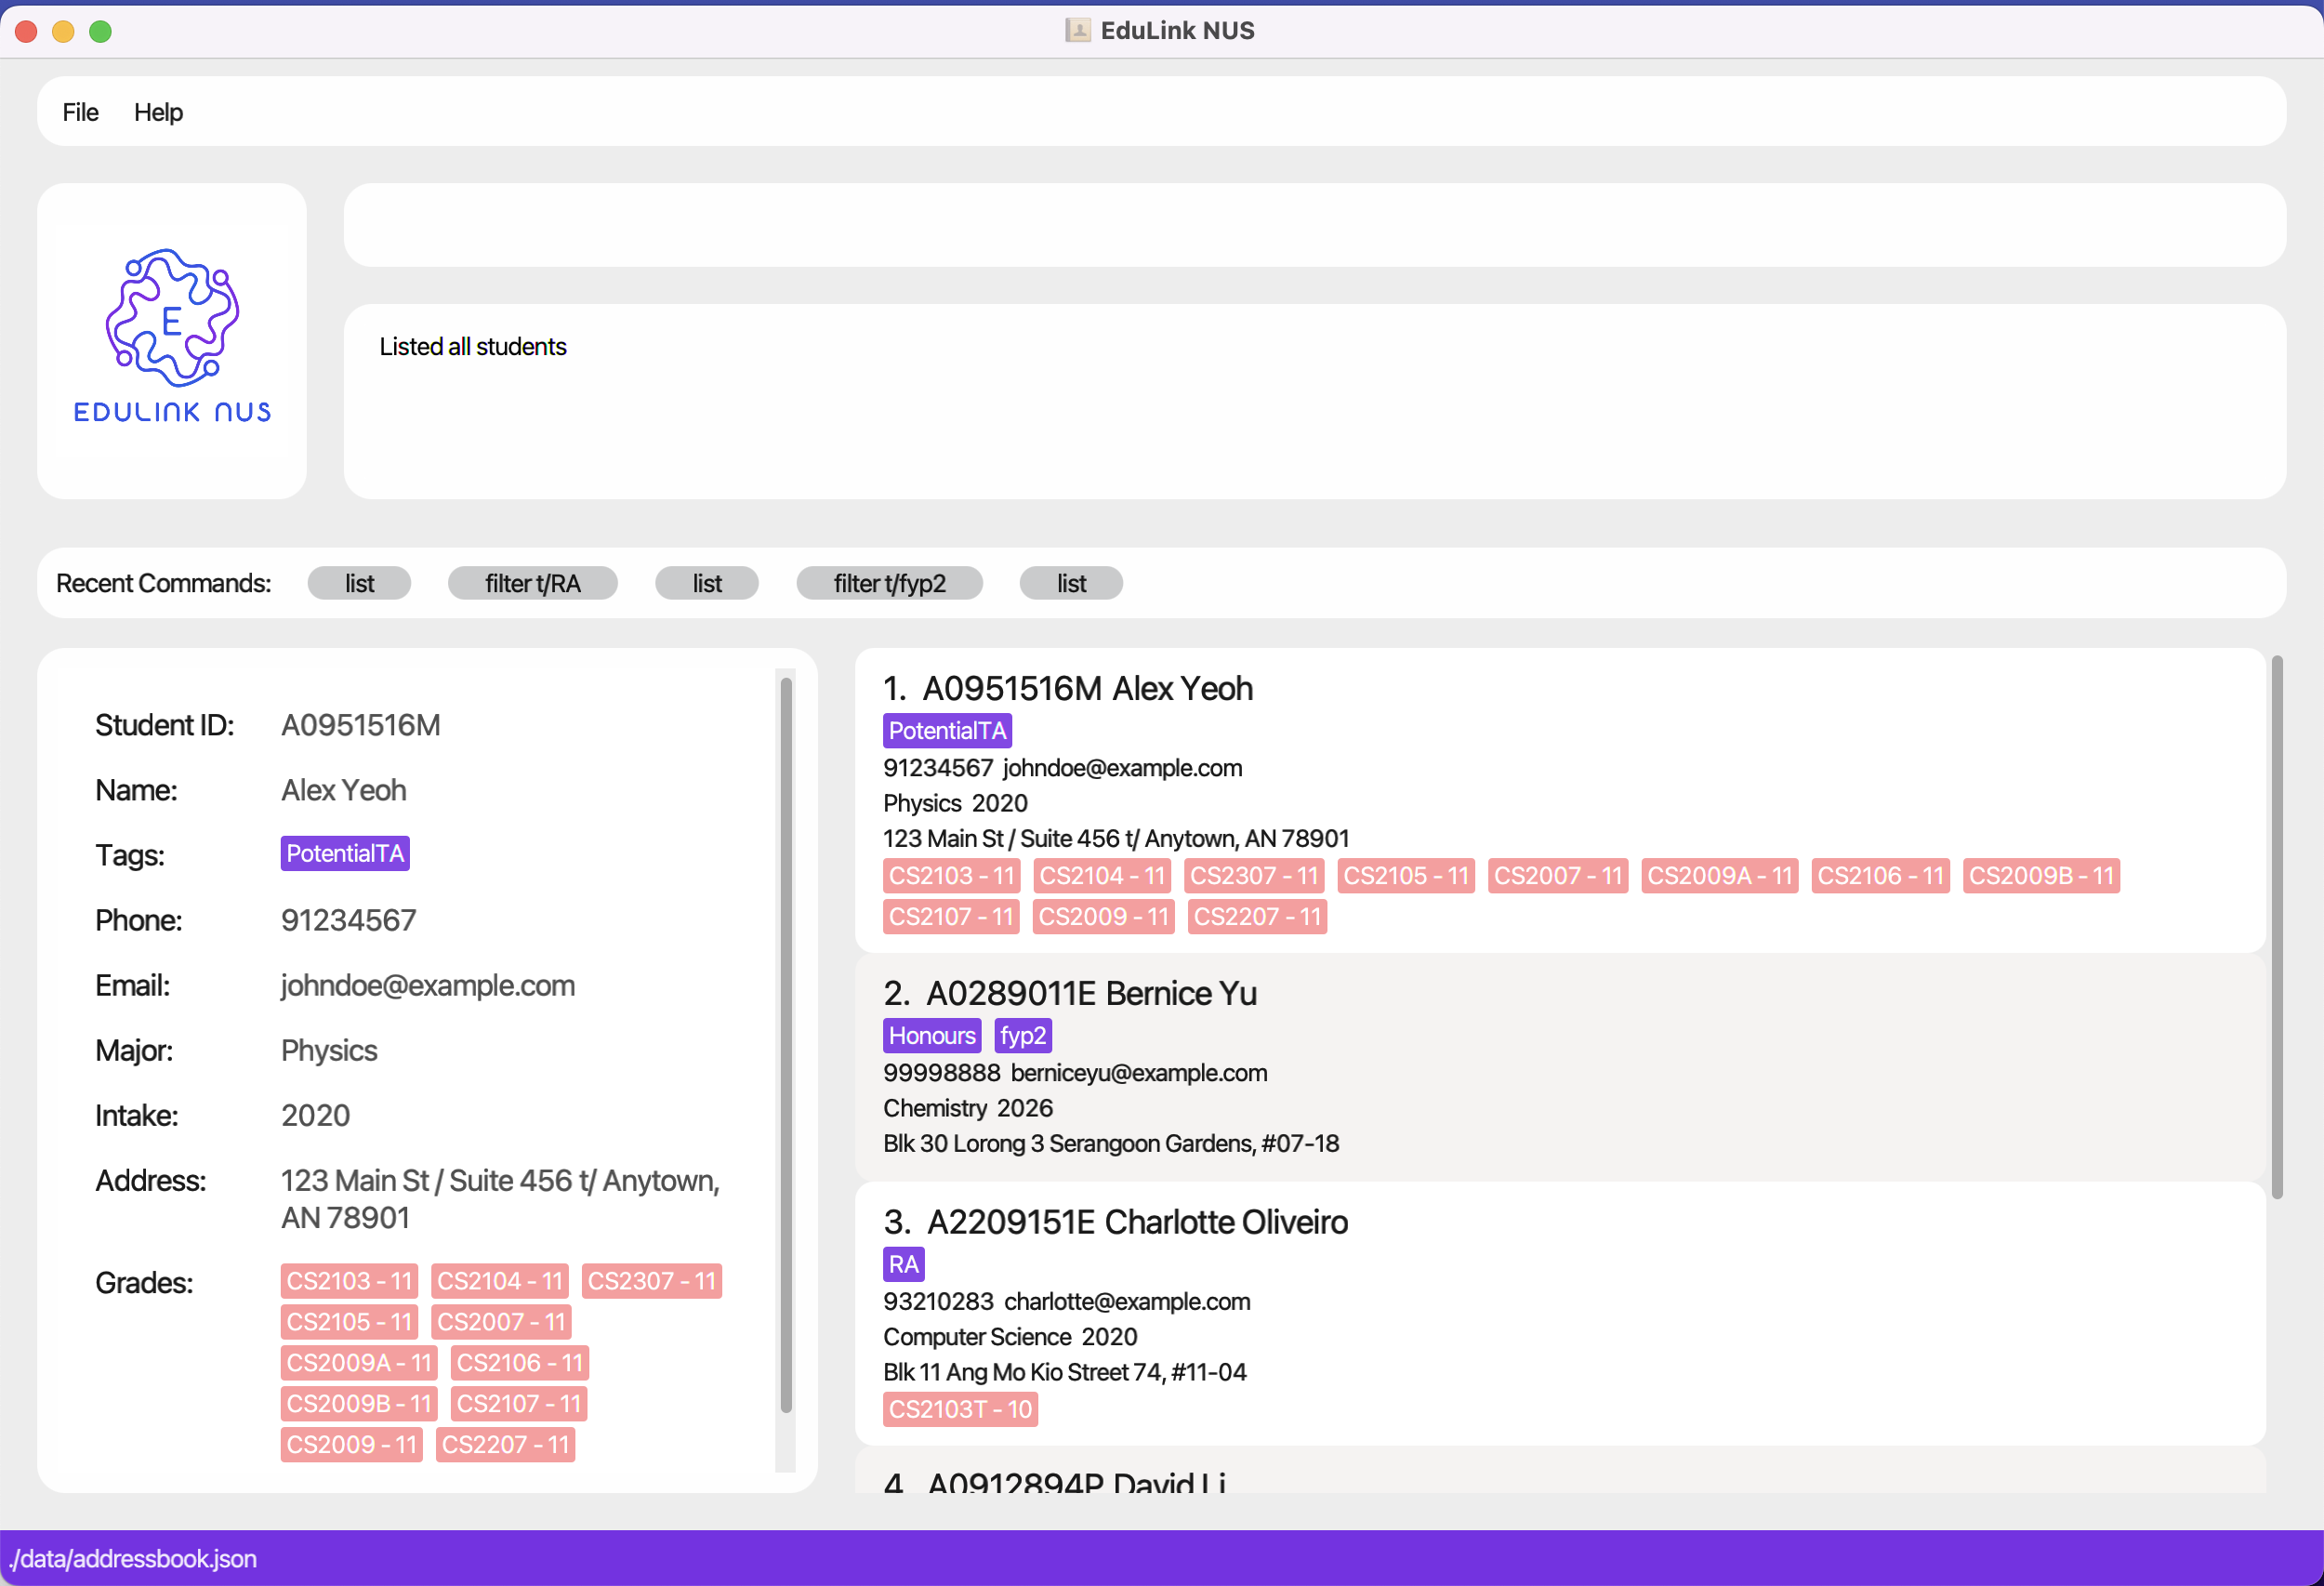 EduLink NUS
File Help
E
EDULINK NUS
Listed all students
Recent Commands: list filter t/RA list filter t/fyp2 list
Student ID: A0951516M
Name: Alex Yeoh
Tags: PotentialTA
Phone: 91234567
Email: johndoe@example.com
Major: Physics
Intake: 2020
Address: 123 Main St / Suite 456 t/ Anytown,
AN 78901
Grades: CS2103 - 11 CS2104 - 11 CS2307 - 11
CS2105 - 11 CS2007 - 11
CS2009A - 11 CS2106 - 11
CS2009B - 11 CS2107 - 11
CS2009 - 11 CS2207 - 11
1. A0951516M Alex Yeoh
PotentialTA
91234567 johndoe@example.com
Physics 2020
123 Main St / Suite 456 t/ Anytown, AN 78901
CS2103 - 11 CS2104 - 11 CS2307 - 11 CS2105 - 11 CS2007 - 11 CS2009A - 11 CS2106 - 11 CS2009B - 11
CS2107 - 11 CS2009 - 11 CS2207 - 11
2. A0289011E Bernice Yu
Honours fyp2
99998888 berniceyu@example.com
Chemistry 2026
Blk 30 Lorong 3 Serangoon Gardens, #07-18
3. A2209151E Charlotte Oliveiro
RA
93210283 charlotte@example.com
Computer Science 2020
Blk 11 Ang Mo Kio Street 74, #11-04
CS2103T - 10
4. A0912894P David Li
./data/addressbook.json